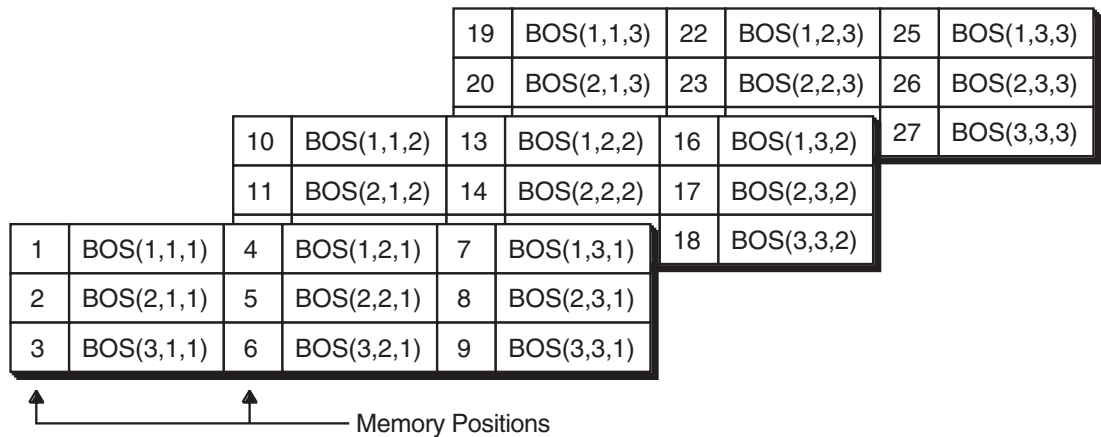 19 BOS(1,1,3) 22 BOS(1,2,3) 25 BOS(1,3,3)
20 BOS(2,1,3) 23 BOS(2,2,3) 26 BOS(2,3,3)
27 BOS(3,3,3)
10 BOS(1,1,2) 13 BOS(1,2,2) 16 BOS(1,3,2)
11 BOS(2,1,2) 14 BOS(2,2,2) 17 BOS(2,3,2)
18 BOS(3,3,2)
1 BOS(1,1,1) 4 BOS(1,2,1) 7 BOS(1,3,1)
2 BOS(2,1,1) 5 BOS(2,2,1) 8 BOS(2,3,1)
3 BOS(3,1,1) 6 BOS(3,2,1) 9 BOS(3,3,1)
Memory Positions